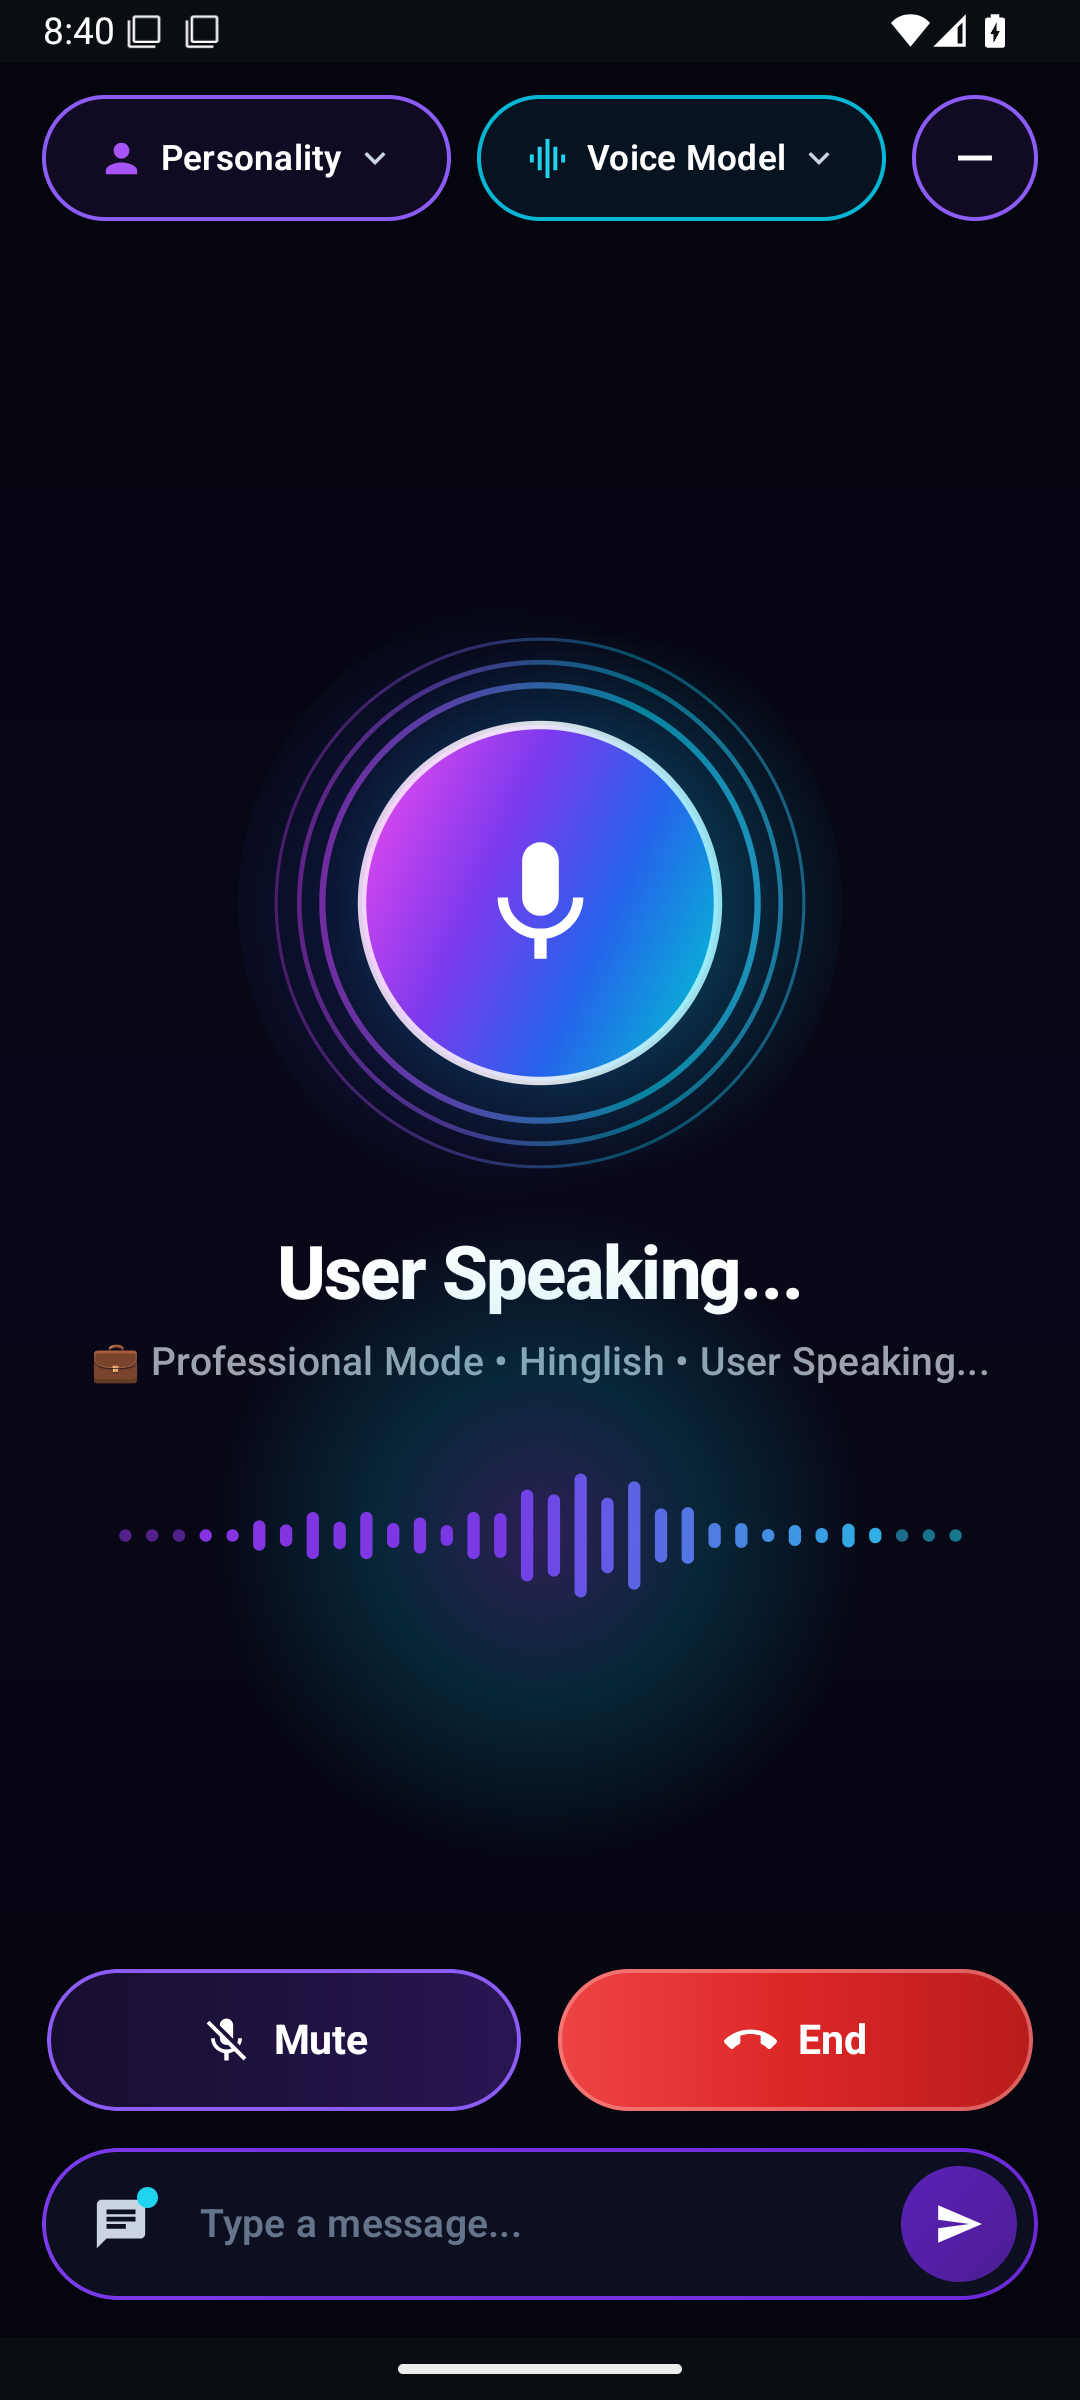 8:40
Personality
Voice Model
User Speaking...
💼 Professional Mode • Hinglish • User Speaking...
Mute
End
Type a message...